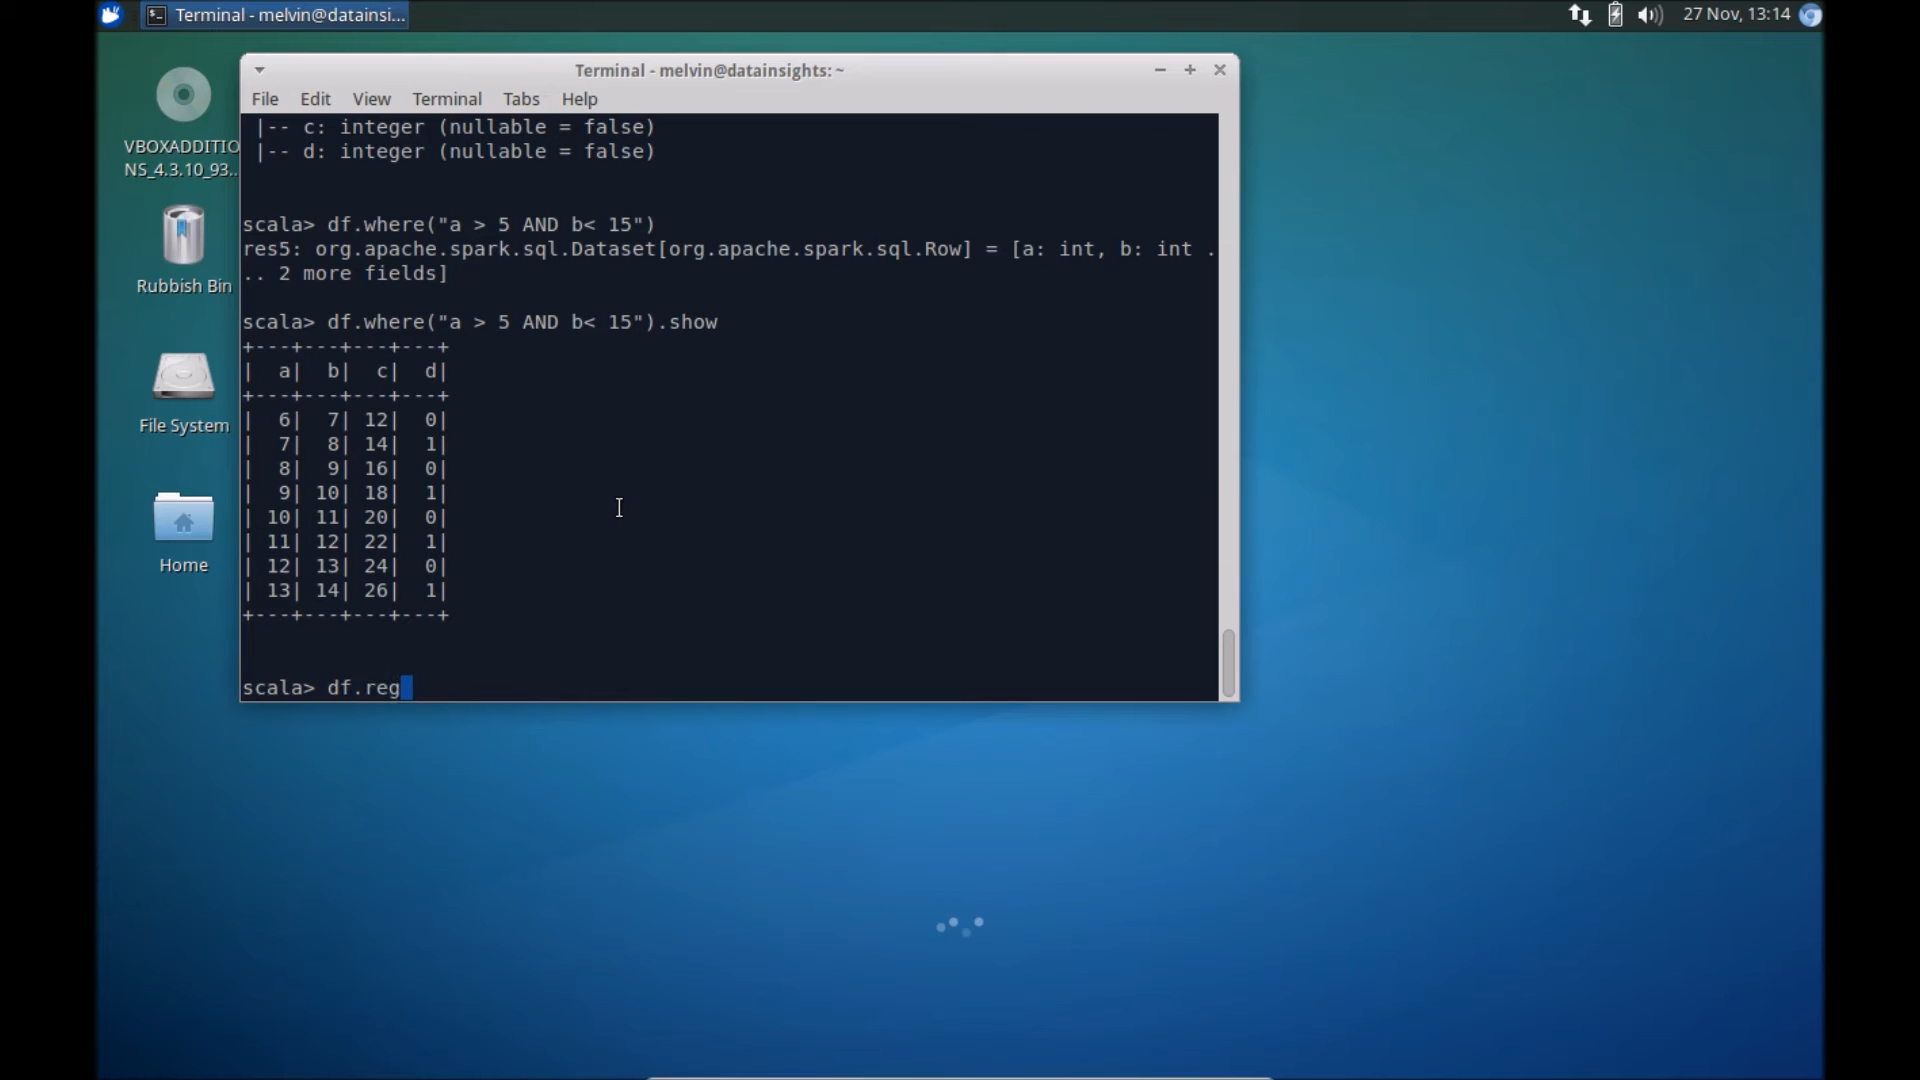 Terminal - melvin@datainsi...
27 Nov, 13:14
Terminal - melvin@datainsights: ~
File Edit View Terminal Tabs Help
VBOXADDITIO
NS_4.3.10_93...
Rubbish Bin
File System
Home
 |-- c: integer (nullable = false)
 |-- d: integer (nullable = false)
scala> df.where("a > 5 AND b< 15")
res5: org.apache.spark.sql.Dataset[org.apache.spark.sql.Row] = [a: int, b: int .
.. 2 more fields]
scala> df.where("a > 5 AND b< 15").show
+---+---+---+---+
|  a|  b|  c|  d|
+---+---+---+---+
|  6|  7| 12|  0|
|  7|  8| 14|  1|
|  8|  9| 16|  0|
|  9| 10| 18|  1|
| 10| 11| 20|  0|
| 11| 12| 22|  1|
| 12| 13| 24|  0|
| 13| 14| 26|  1|
+---+---+---+---+
scala> df.reg